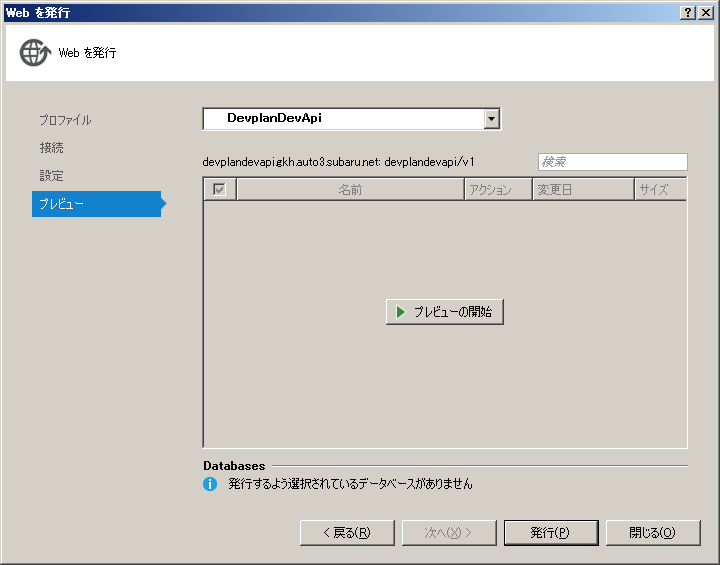 Web を発行
Web を発行
プロファイル
接続
設定
プレビュー
DevplanDevApi
devplandevapi.gkh.auto3.subaru.net: devplandevapi/v1
検索
名前 アクション 変更日 サイズ
プレビューの開始
Databases
発行するよう選択されているデータベースがありません
< 戻る(R) 次へ(X) > 発行(P) 閉じる(O)